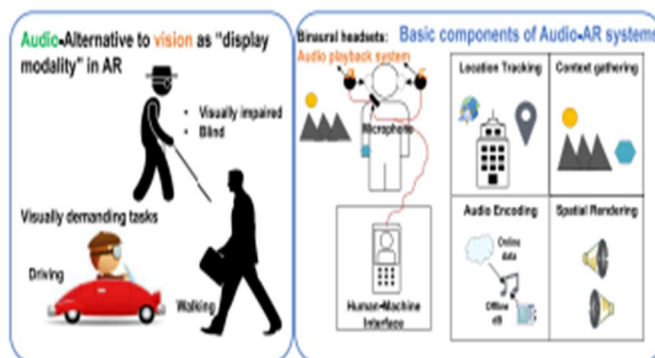 Audio-Alternative to vision as "display
modality" in AR
• Visually impaired
• Blind
Visually demanding tasks
Driving
Walking
Binaural headsets:
Audio playback system
Microphone
Human-Machine
Interface
Basic components of Audio-AR systems
Location Tracking
Context gathering
Audio Encoding
Online
data
Offline
dB
Spatial Rendering